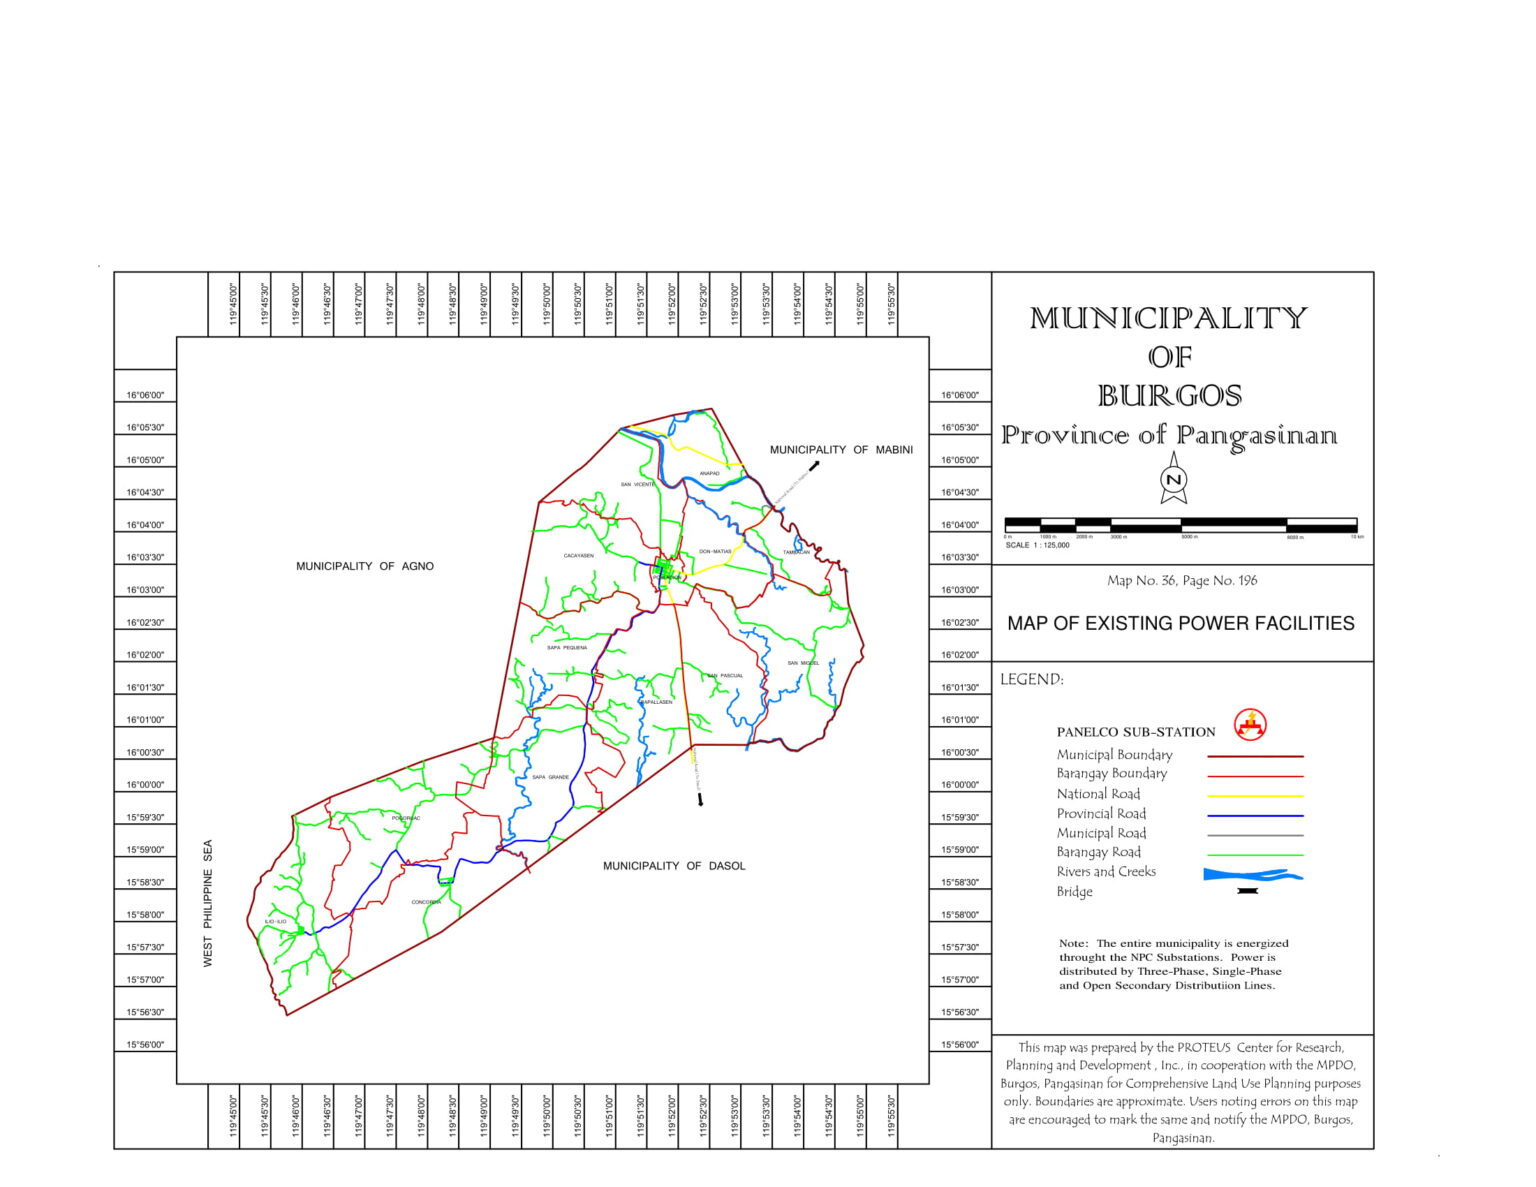 119°45'00" 119°45'30" 119°46'00" 119°46'30" 119°47'00" 119°47'30" 119°48'00" 119°48'30" 119°49'00" 119°49'30" 119°50'00" 119°50'30" 119°51'00" 119°51'30" 119°52'00" 119°52'30" 119°53'00" 119°53'30" 119°54'00" 119°54'30" 119°55'00" 119°55'30"
16°06'00"
16°05'30"
16°05'00"
16°04'30"
16°04'00"
16°03'30"
16°03'00"
16°02'30"
16°02'00"
16°01'30"
16°01'00"
16°00'30"
16°00'00"
15°59'30"
15°59'00"
15°58'30"
15°58'00"
15°57'30"
15°57'00"
15°56'30"
15°56'00"
MUNICIPALITY OF MABINI
ANAPAO
SAN VICENTE
CACAYASEN
DON-MATIAS
TAMBACAN
MUNICIPALITY OF AGNO
POBLACION
SAPA PEQUENA
SAN MIGUEL
SAN PASCUAL
PAPALLASEN
SAPA GRANDE
POGORUAC
MUNICIPALITY OF DASOL
CONCORDIA
ILIO-ILIO
WEST PHILIPPINE SEA
16°06'00"
16°05'30"
16°05'00"
16°04'30"
16°04'00"
16°03'30"
16°03'00"
16°02'30"
16°02'00"
16°01'30"
16°01'00"
16°00'30"
16°00'00"
15°59'30"
15°59'00"
15°58'30"
15°58'00"
15°57'30"
15°57'00"
15°56'30"
15°56'00"
119°45'00" 119°45'30" 119°46'00" 119°46'30" 119°47'00" 119°47'30" 119°48'00" 119°48'30" 119°49'00" 119°49'30" 119°50'00" 119°50'30" 119°51'00" 119°51'30" 119°52'00" 119°52'30" 119°53'00" 119°53'30" 119°54'00" 119°54'30" 119°55'00" 119°55'30"
MUNICIPALITY
OF
BURGOS
Province of Pangasinan
N
0 m 1000 m 2000 m 3000 m 5000 m 8000 m 10 km
SCALE 1 : 125,000
Map No. 36, Page No. 196
MAP OF EXISTING POWER FACILITIES
LEGEND:
PANELCO SUB-STATION
Municipal Boundary
Barangay Boundary
National Road
Provincial Road
Municipal Road
Barangay Road
Rivers and Creeks
Bridge
Note: The entire municipality is energized
throught the NPC Substations. Power is
distributed by Three-Phase, Single-Phase
and Open Secondary Distributiion Lines.
This map was prepared by the PROTEUS Center for Research,
Planning and Development , Inc., in cooperation with the MPDO,
Burgos, Pangasinan for Comprehensive Land Use Planning purposes
only. Boundaries are approximate. Users noting errors on this map
are encouraged to mark the same and notify the MPDO, Burgos,
Pangasinan.